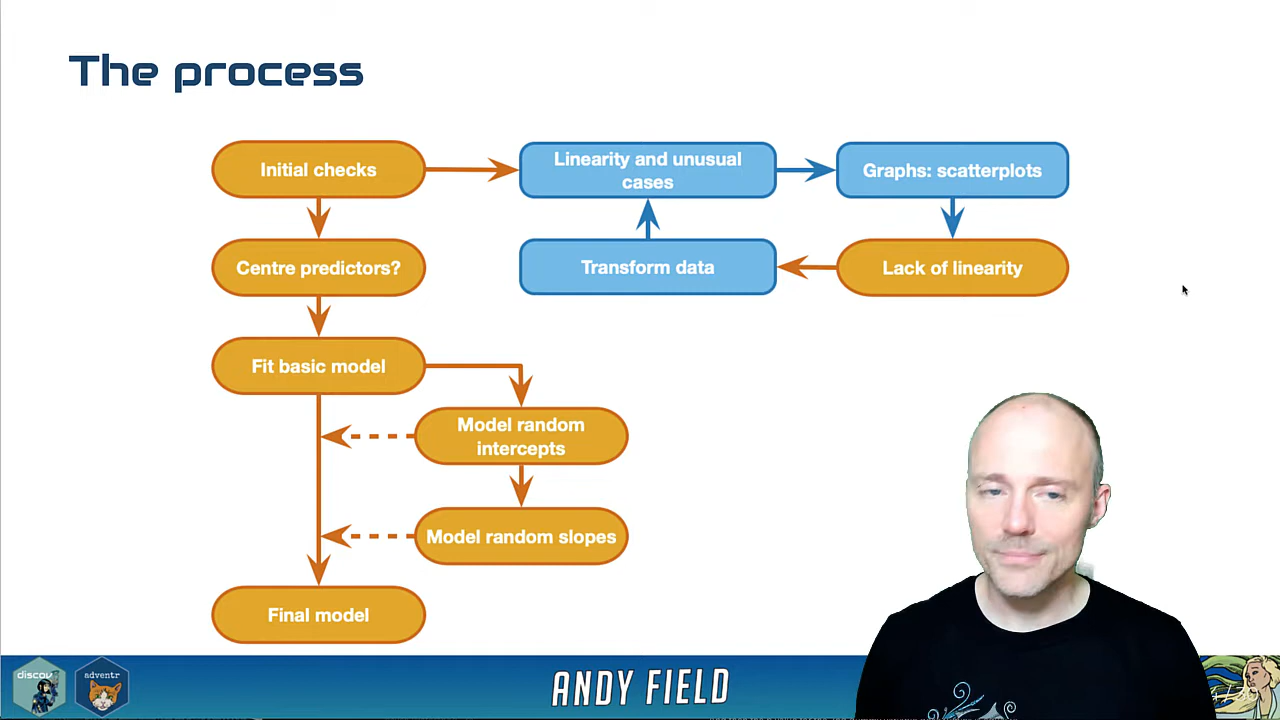 The process
Initial checks
Linearity and unusual
cases
Graphs: scatterplots
Centre predictors?
Transform data
Lack of linearity
Fit basic model
Model random
intercepts
Model random slopes
Final model
discovr
adventr
ANDY FIELD